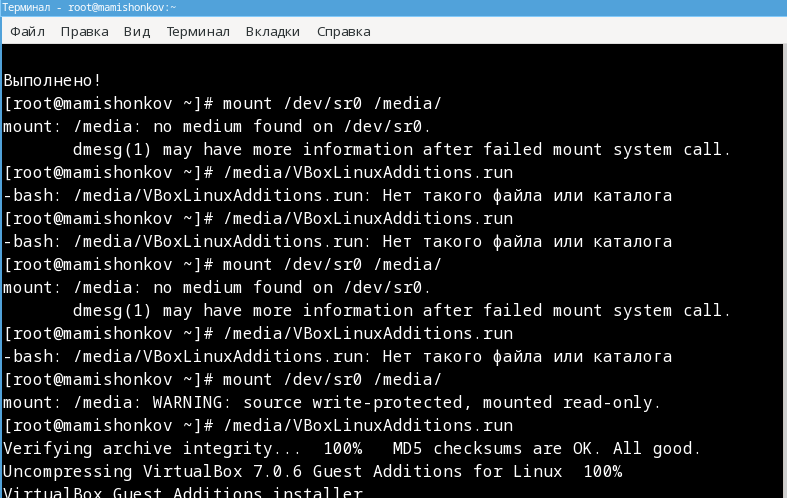 Терминал - root@mamishonkov:~
Файл Правка Вид Терминал Вкладки Справка
Выполнено!
[root@mamishonkov ~]# mount /dev/sr0 /media/
mount: /media: no medium found on /dev/sr0.
       dmesg(1) may have more information after failed mount system call.
[root@mamishonkov ~]# /media/VBoxLinuxAdditions.run
-bash: /media/VBoxLinuxAdditions.run: Нет такого файла или каталога
[root@mamishonkov ~]# /media/VBoxLinuxAdditions.run
-bash: /media/VBoxLinuxAdditions.run: Нет такого файла или каталога
[root@mamishonkov ~]# mount /dev/sr0 /media/
mount: /media: no medium found on /dev/sr0.
       dmesg(1) may have more information after failed mount system call.
[root@mamishonkov ~]# /media/VBoxLinuxAdditions.run
-bash: /media/VBoxLinuxAdditions.run: Нет такого файла или каталога
[root@mamishonkov ~]# mount /dev/sr0 /media/
mount: /media: WARNING: source write-protected, mounted read-only.
[root@mamishonkov ~]# /media/VBoxLinuxAdditions.run
Verifying archive integrity...  100%   MD5 checksums are OK. All good.
Uncompressing VirtualBox 7.0.6 Guest Additions for Linux  100%
VirtualBox Guest Additions installer